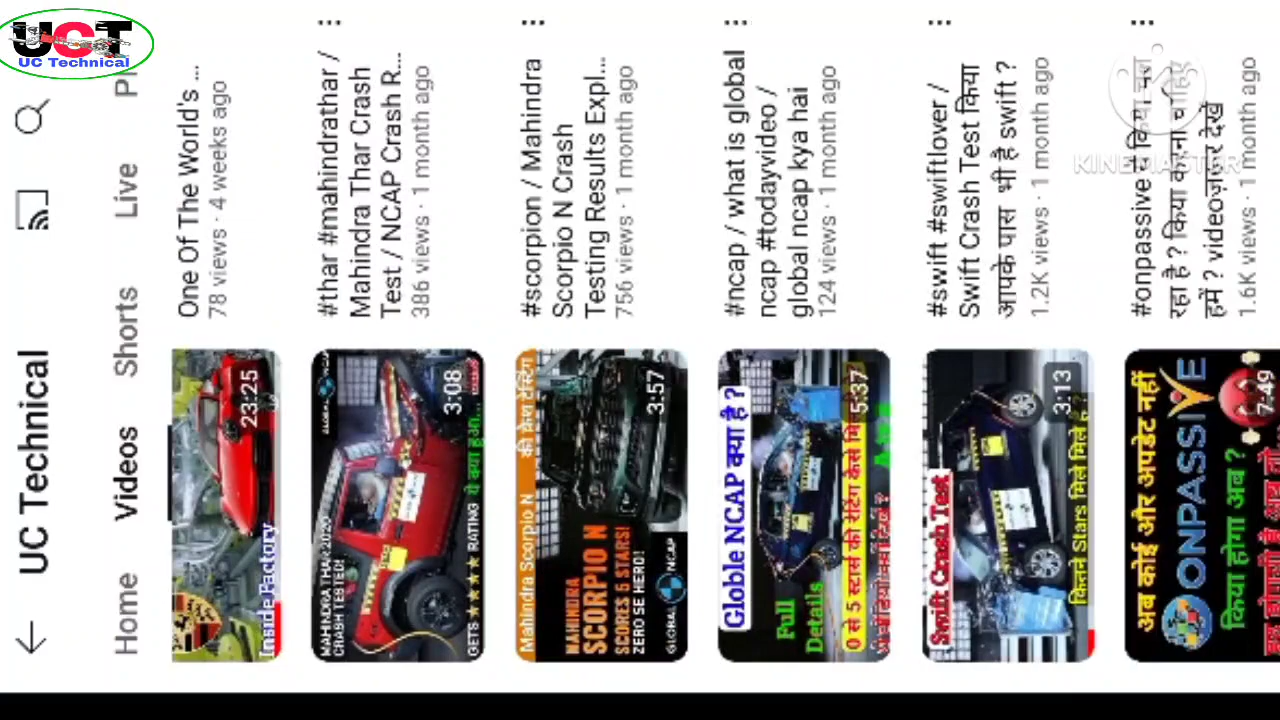 UCT
UC Technical
UC Technical
Home
Videos
Shorts
Live
23:25
Inside Factory
One Of The World's ...
78 views · 4 weeks ago
MAHINDRA THAR 2020
CRASH TESTED!
GETS ★★★★ RATING
3:08
#thar #mahindrathar /
Mahindra Thar Crash
Test / NCAP Crash R...
386 views · 1 month ago
Mahindra Scorpio N की क्रेश टेस्टिंग
MAHINDRA
SCORPIO N
SCORES 5 STARS!
ZERO SE HERO!
GLOBAL NCAP
3:57
#scorpion / Mahindra
Scorpio N Crash
Testing Results Expl...
756 views · 1 month ago
Globle NCAP क्या है ?
Full
Details
0 से 5 स्टार्स की रेटिंग कैसे
5:37
#ncap / what is global
ncap #todayvideo /
global ncap kya hai
124 views · 1 month ago
Swift Crash Test
कितने Stars मिले
3:13
#swift #swiftlover /
Swift Crash Test किया
आपके पास भी है swift ?
1.2K views · 1 month ago
अब कोई और अपडेट नहीं
ONPASSIVE
किया होगा अब ?
7:49
#onpassive
रहा है ? किया करना चाहिए
हमें ? videoज़रूर देखें
1.6K views · 1 month ago
KINEMASTER